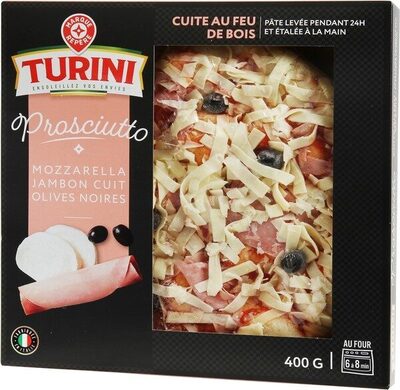 MARQUE
REPÈRE
TURINI
ENSOLEILLEZ VOS ENVIES
Prosciutto
MOZZARELLA
JAMBON CUIT
OLIVES NOIRES
CUITE AU FEU
DE BOIS
PÂTE LEVÉE PENDANT 24H
ET ÉTALÉE À LA MAIN
400 G
AU FOUR
6 à 8 min